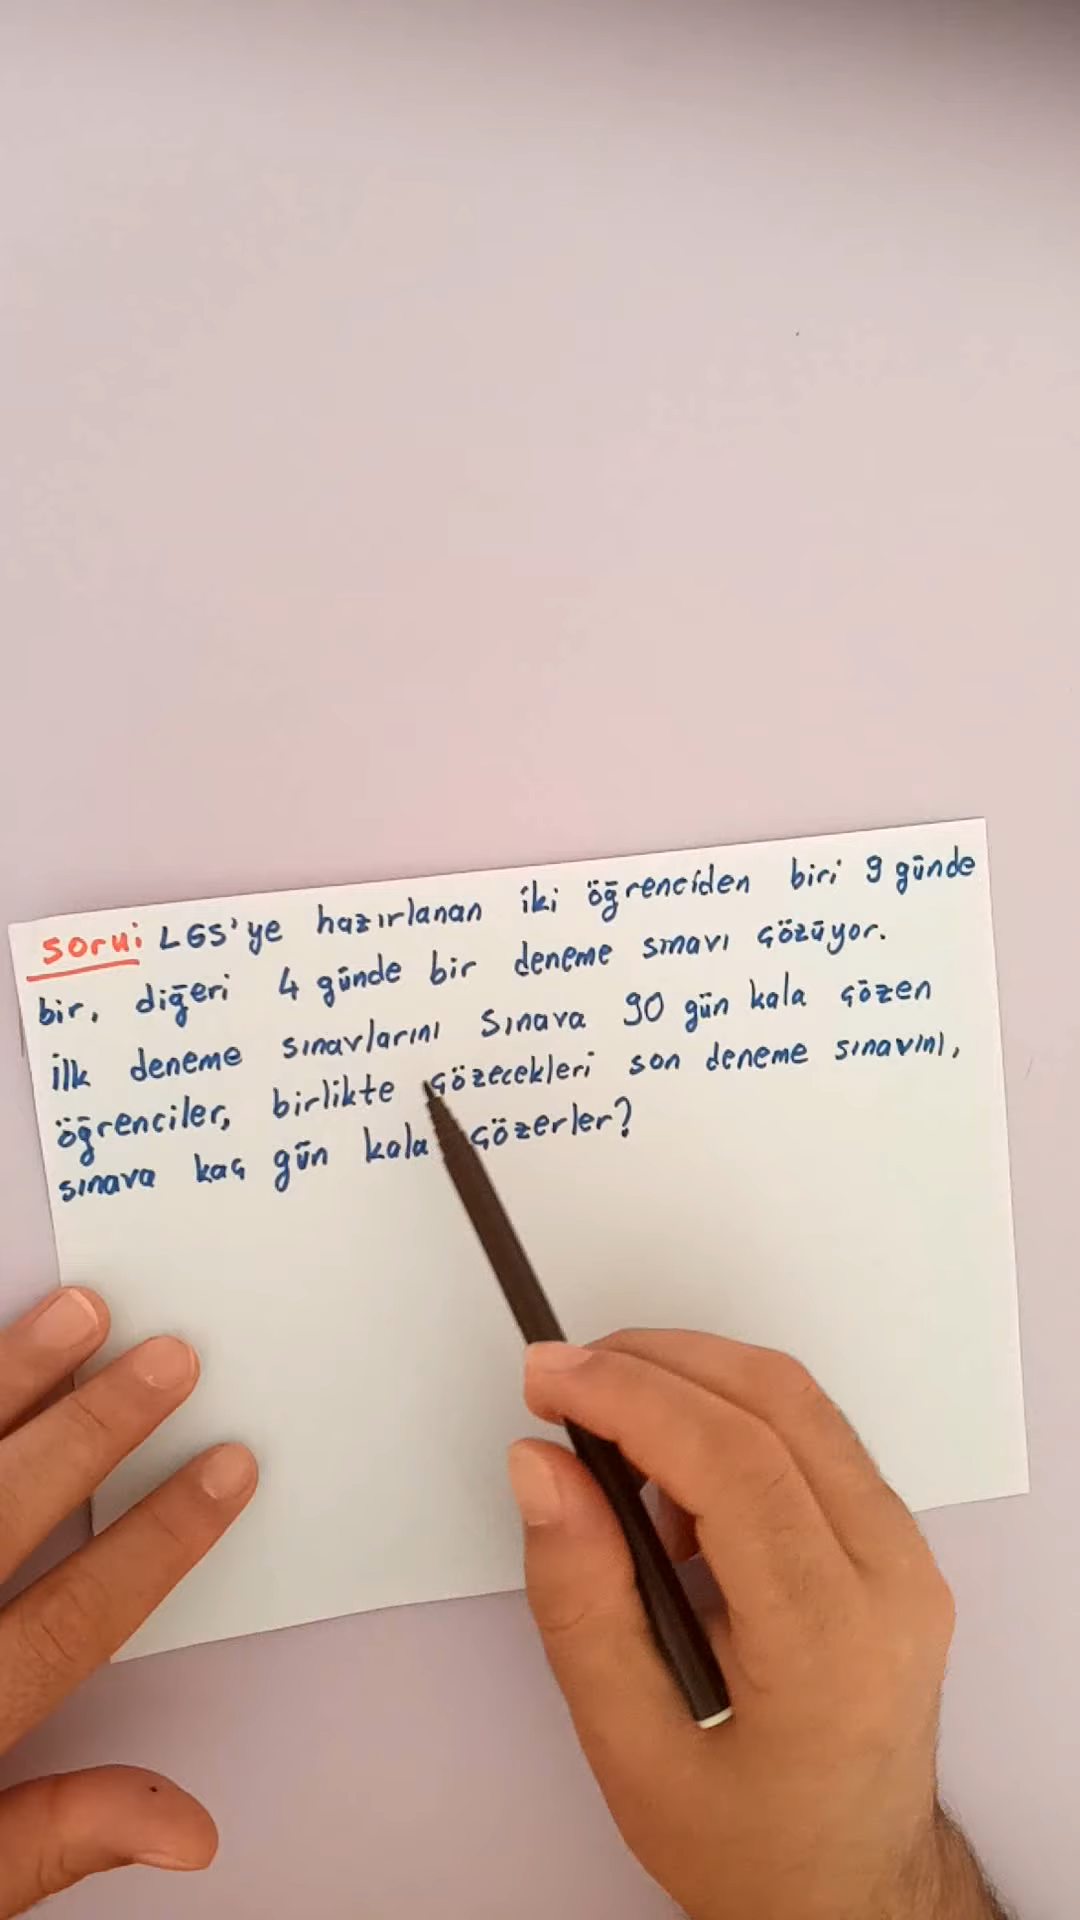 Soru: LGS'ye hazırlanan iki öğrenciden biri 9 günde
bir, diğeri 4 günde bir deneme sınavı çözüyor.
ilk deneme sınavlarını sınava 90 gün kala çözen
öğrenciler, birlikte çözecekleri son deneme sınavını,
sınava kaç gün kala çözerler?